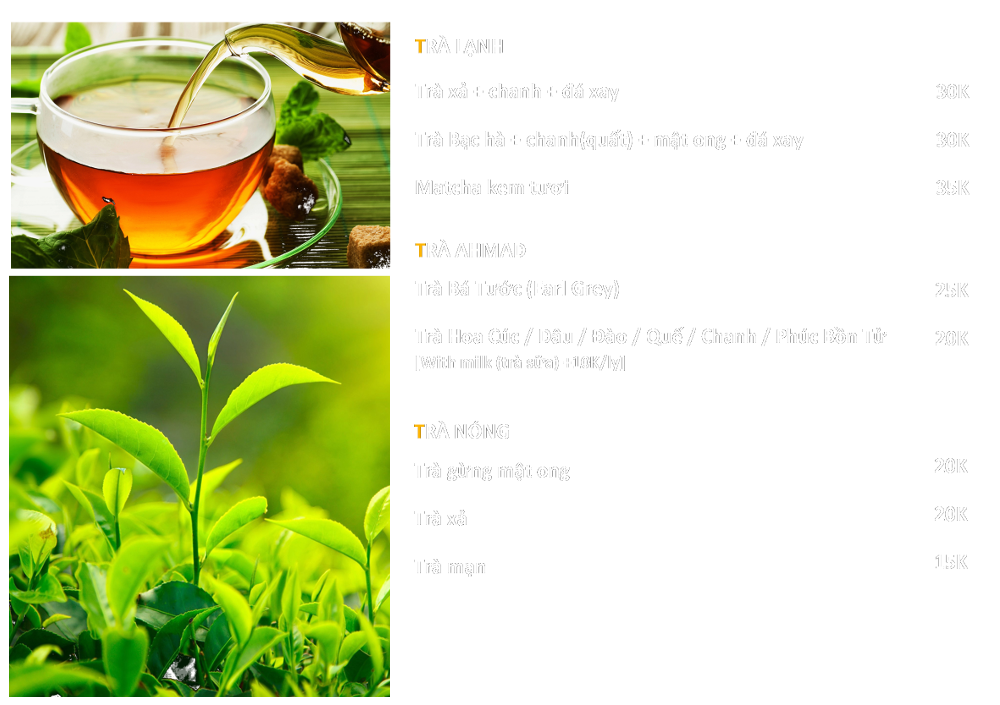 TRÀ LẠNH
Trà xả + chanh + đá xay 30K
Trà Bạc hà + chanh(quất) + mật ong + đá xay 30K
Matcha kem tươi 35K
TRÀ AHMAD
Trà Bá Tước (Earl Grey) 25K
Trà Hoa Cúc / Dâu / Đào / Quế / Chanh / Phúc Bồn Tử 20K
[With milk (trà sữa) +10K/ly]
TRÀ NÓNG
Trà gừng mật ong 20K
Trà xả 20K
Trà mạn 15K